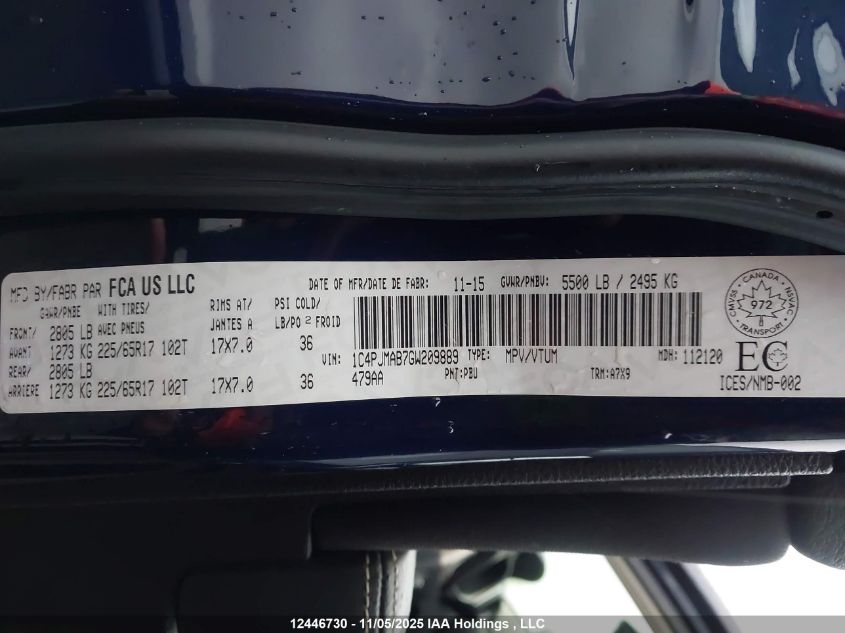 MFD BY/FABR PAR FCA US LLC
DATE OF MFR/DATE DE FABR: 11-15 GVWR/PNBV: 5500 LB / 2495 KG
GAWR/PNBE WITH TIRES/ RIMS AT/ PSI COLD/
AVEC PNEUS JANTES A LB/PO 2 FROID
FRONT/ 2805 LB
AVANT 1273 KG 225/65R17 102T 17X7.0 36
REAR/ 2805 LB
ARRIERE 1273 KG 225/65R17 102T 17X7.0 36
VIN: 1C4PJMAB7GW209889 TYPE: MPV/VTUM MDH: 112120
479AA PNT:PBU TRM:A7X9
CANADA
CMVSS NSVAC
972
TRANSPORT
EC
ICES/NMB-002
12446730 - 11/05/2025 IAA Holdings , LLC